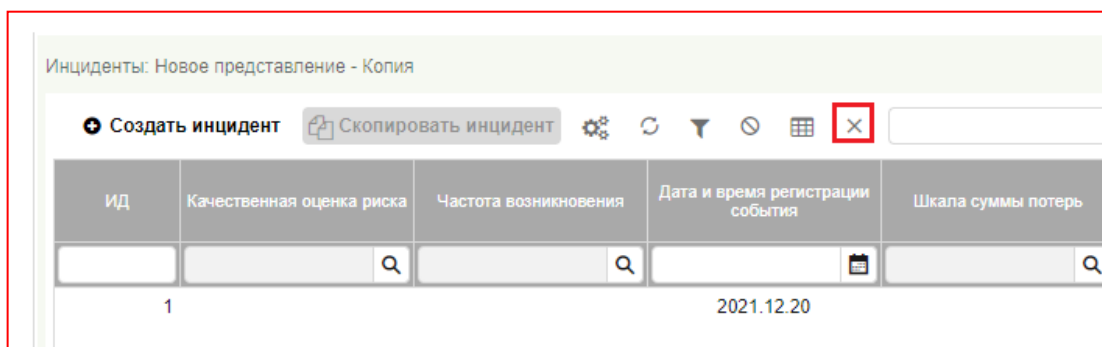 Инциденты: Новое представление - Копия
Создать инцидент Скопировать инцидент
ИД Качественная оценка риска Частота возникновения Дата и время регистрации события Шкала суммы потерь
1 2021.12.20